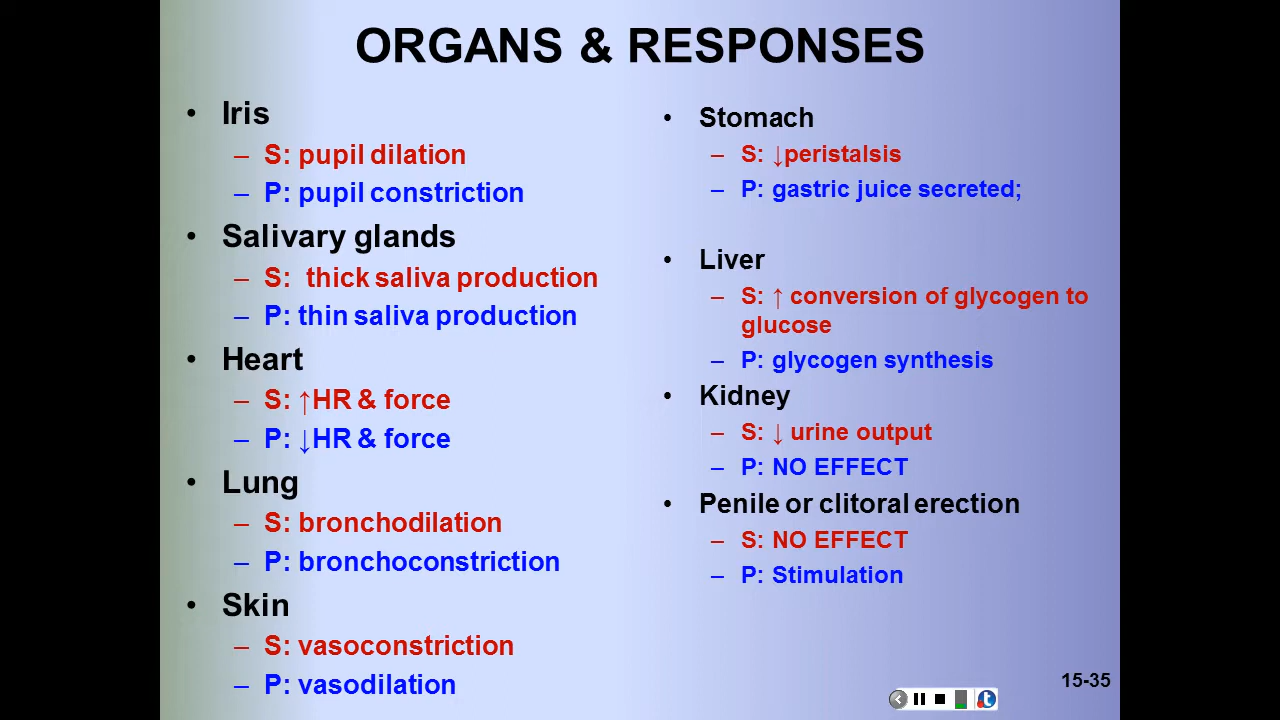 ORGANS & RESPONSES
• Iris
– S: pupil dilation
– P: pupil constriction
• Salivary glands
– S:  thick saliva production
– P: thin saliva production
• Heart
– S: ↑HR & force
– P: ↓HR & force
• Lung
– S: bronchodilation
– P: bronchoconstriction
• Skin
– S: vasoconstriction
– P: vasodilation
• Stomach
– S: ↓peristalsis
– P: gastric juice secreted;
• Liver
– S: ↑ conversion of glycogen to
glucose
– P: glycogen synthesis
• Kidney
– S: ↓ urine output
– P: NO EFFECT
• Penile or clitoral erection
– S: NO EFFECT
– P: Stimulation
15-35
t